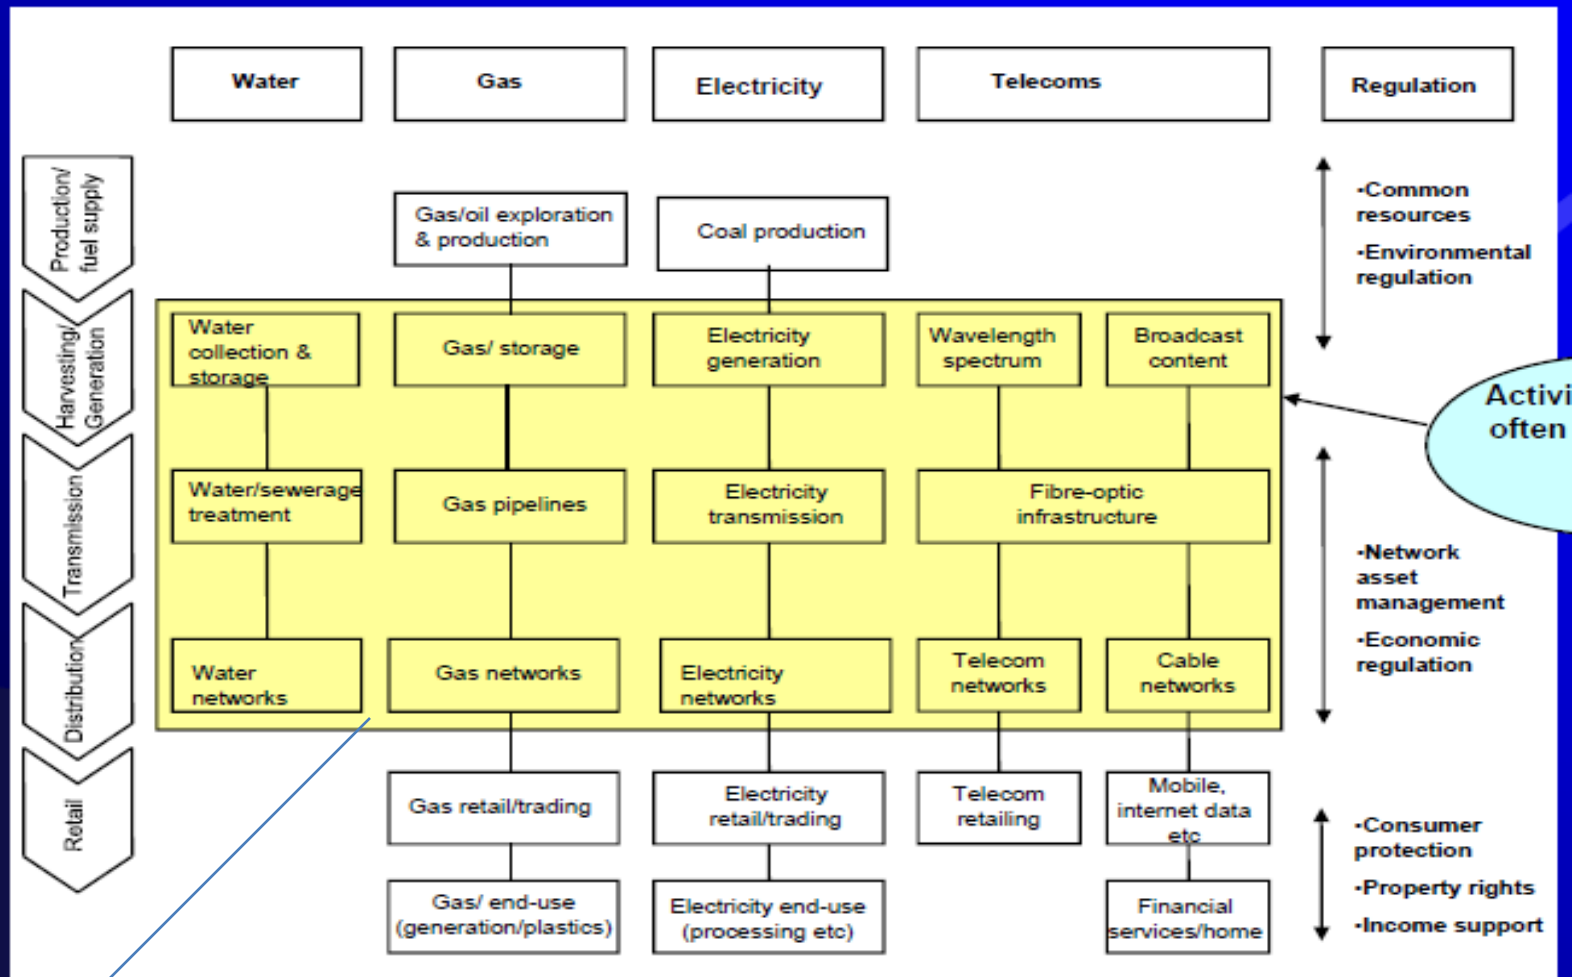 Water
Gas
Electricity
Telecoms
Regulation
Production/
fuel supply
Gas/oil exploration
& production
Coal production
•Common
resources
•Environmental
regulation
Harvesting/
Generation
Water
collection &
storage
Gas/ storage
Electricity
generation
Wavelength
spectrum
Broadcast
content
Activi
often
Transmission
Water/sewerage
treatment
Gas pipelines
Electricity
transmission
Fibre-optic
infrastructure
•Network
asset
management
•Economic
regulation
Distribution
Water
networks
Gas networks
Electricity
networks
Telecom
networks
Cable
networks
Retail
Gas retail/trading
Electricity
retail/trading
Telecom
retailing
Mobile,
internet data
etc
•Consumer
protection
•Property rights
•Income support
Gas/ end-use
(generation/plastics)
Electricity end-use
(processing etc)
Financial
services/home